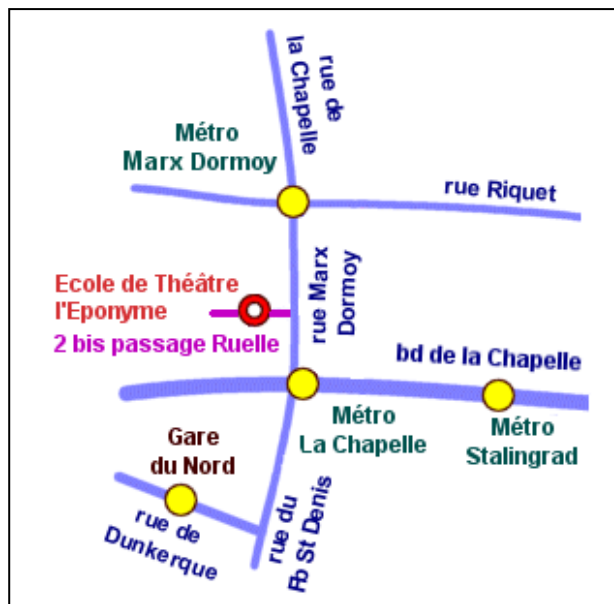 rue de
la Chapelle
Métro
Marx Dormoy
rue Riquet
Ecole de Théâtre
l'Eponyme
2 bis passage Ruelle
rue Marx
Dormoy
bd de la Chapelle
Métro
La Chapelle
Métro
Stalingrad
Gare
du Nord
rue de
Dunkerque
rue du
Fb St Denis